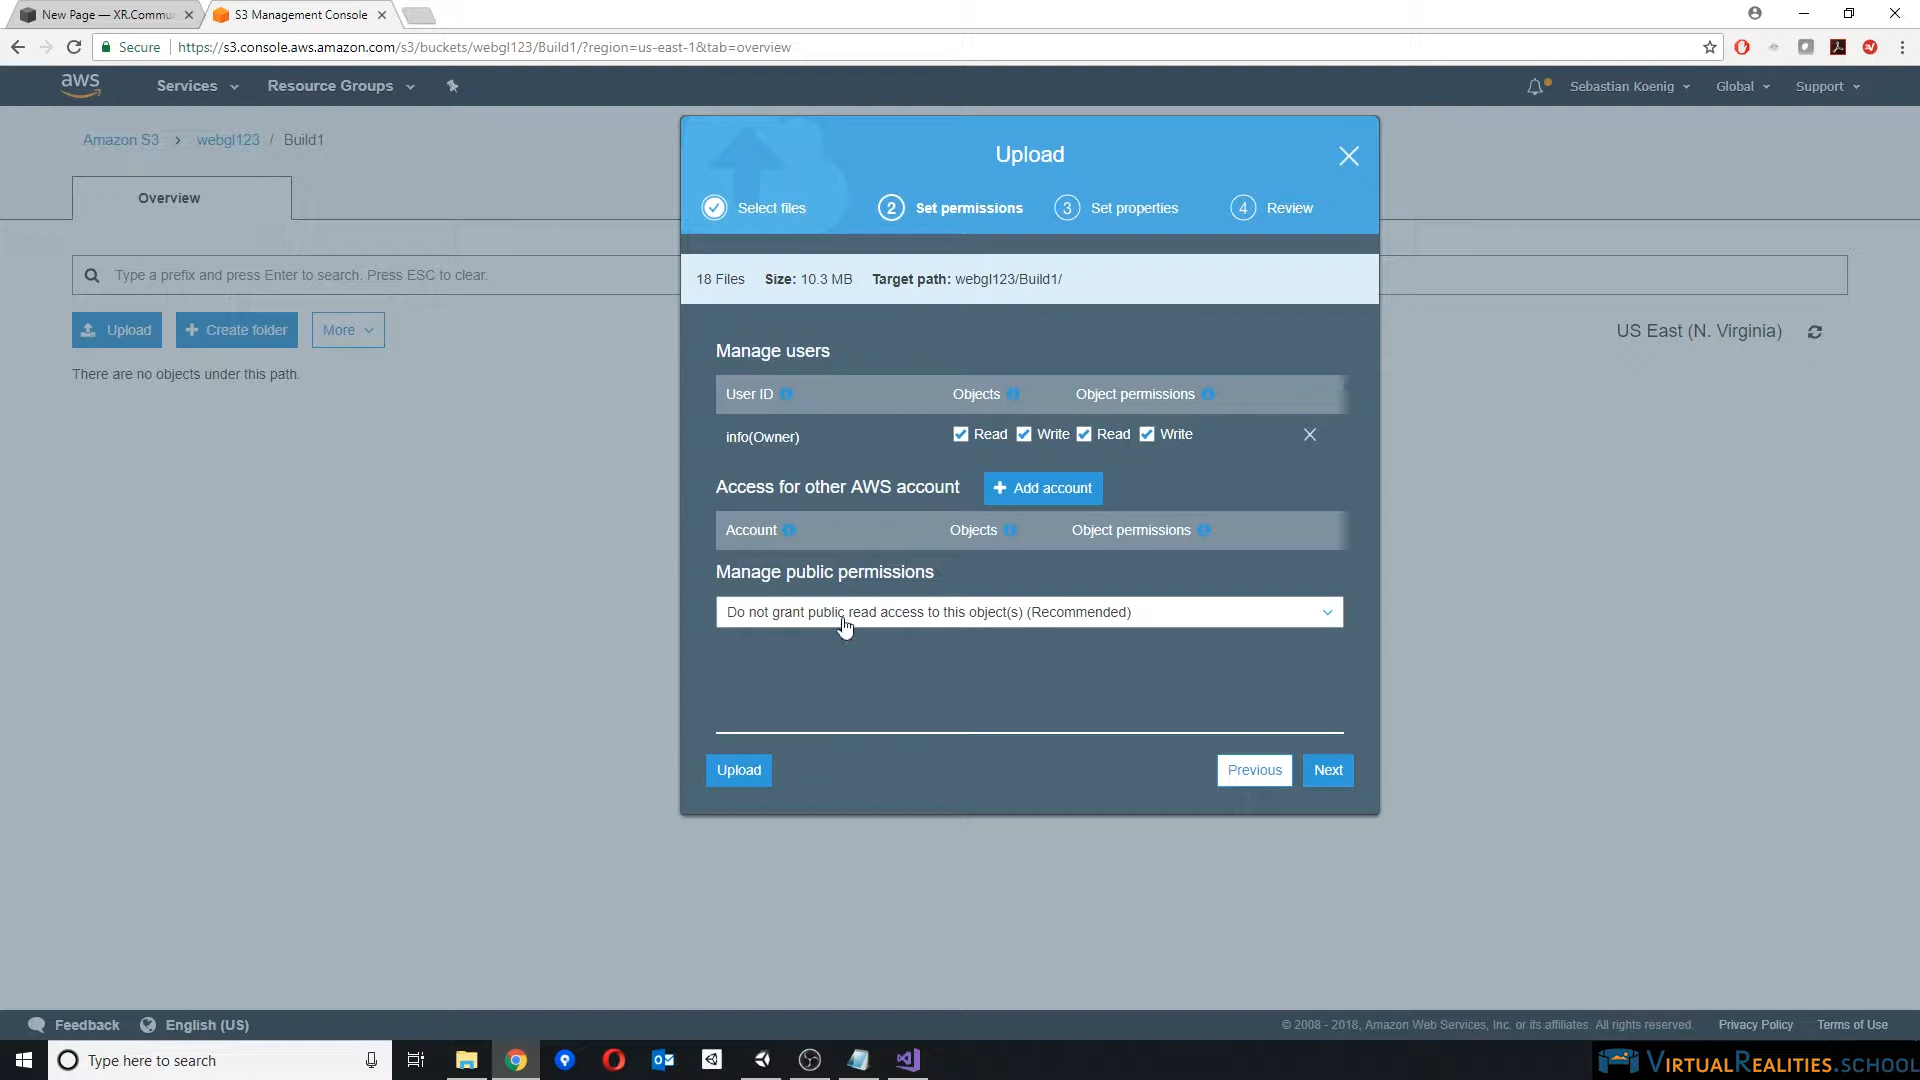 New Page — XR.Commu
S3 Management Console
Secure
https://s3.console.aws.amazon.com/s3/buckets/webgl123/Build1/?region=us-east-1&tab=overview
aws
Services
Resource Groups
Sebastian Koenig
Global
Support
Amazon S3 > webgl123 / Build1
Overview
Type a prefix and press Enter to search. Press ESC to clear.
Upload
Create folder
More
US East (N. Virginia)
There are no objects under this path.
Upload
Select files
2 Set permissions
3 Set properties
4 Review
18 Files Size: 10.3 MB Target path: webgl123/Build1/
Manage users
User ID Objects Object permissions
info(Owner) Read Write Read Write
Access for other AWS account
Add account
Account Objects Object permissions
Manage public permissions
Do not grant public read access to this object(s) (Recommended)
Upload
Previous
Next
Feedback
English (US)
© 2008 - 2018, Amazon Web Services, Inc. or its affiliates. All rights reserved.
Privacy Policy
Terms of Use
Type here to search
VIRTUALREALITIES.SCHOOL